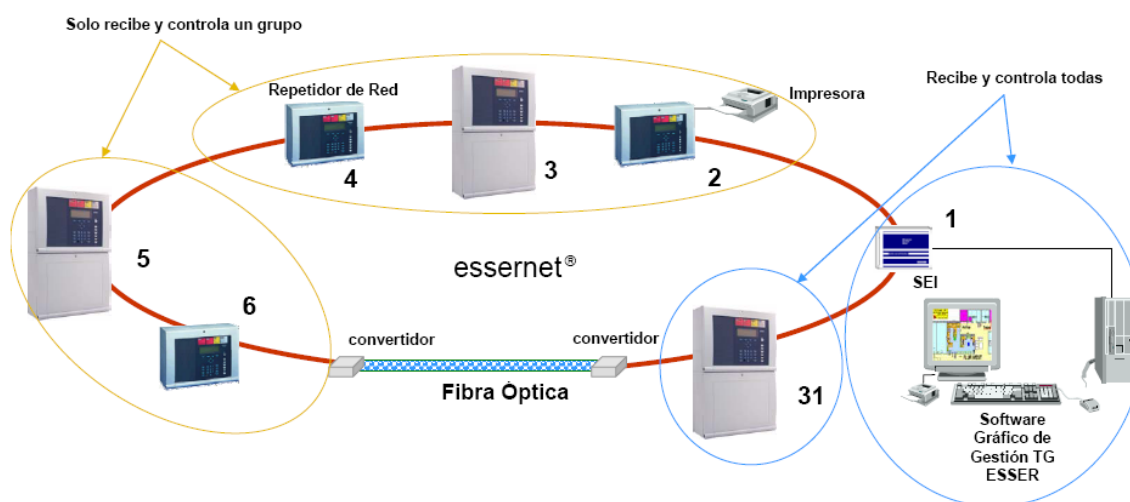 Solo recibe y controla un grupo
Recibe y controla todas
Repetidor de Red
Impresora
4
3
2
1
5
essernet®
SEI
6
convertidor
convertidor
Fibra Óptica
31
Software
Gráfico de
Gestión TG
ESSER